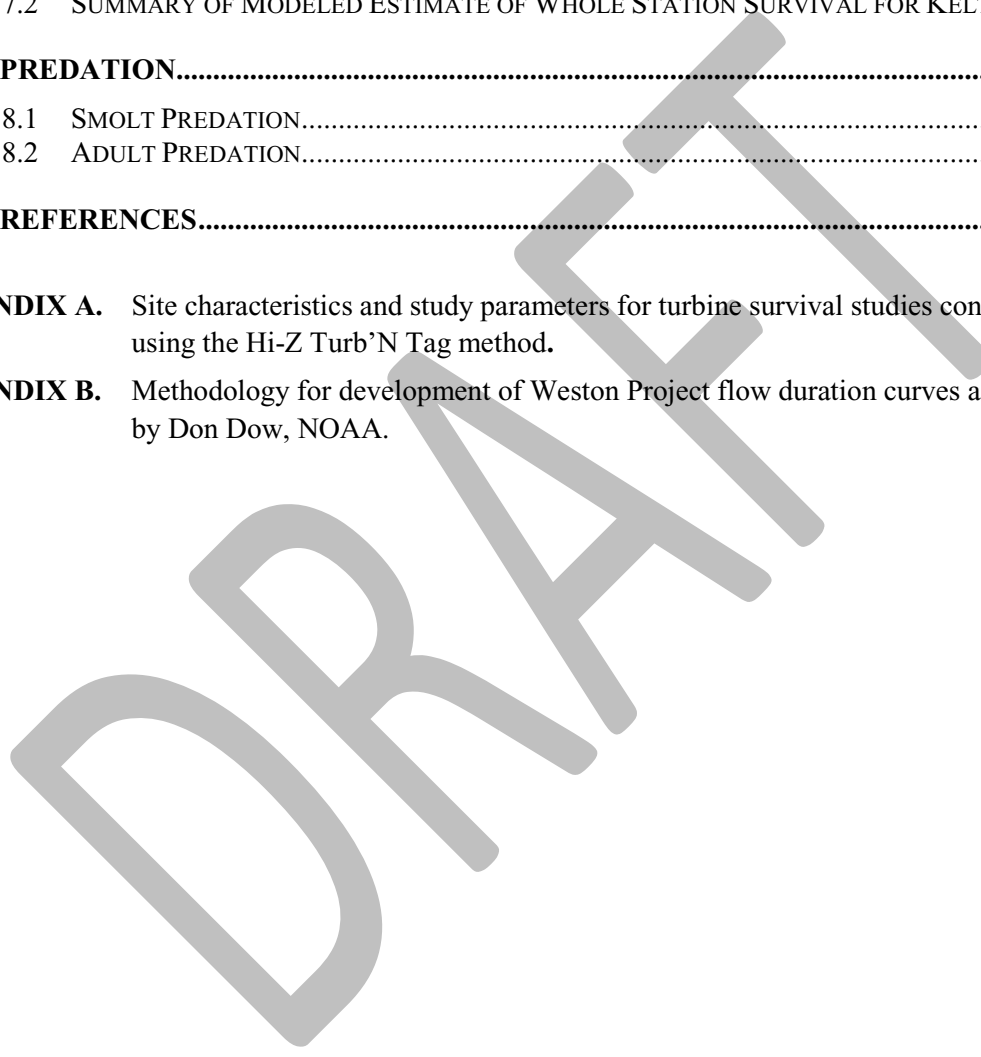 7.2 SUMMARY OF MODELED ESTIMATE OF WHOLE STATION SURVIVAL FOR KELT
PREDATION........................................................................................................
8.1 SMOLT PREDATION........................................................................................
8.2 ADULT PREDATION........................................................................................
REFERENCES.....................................................................................................
NDIX A. Site characteristics and study parameters for turbine survival studies con
using the Hi-Z Turb’N Tag method.
NDIX B. Methodology for development of Weston Project flow duration curves a
by Don Dow, NOAA.
DRAFT